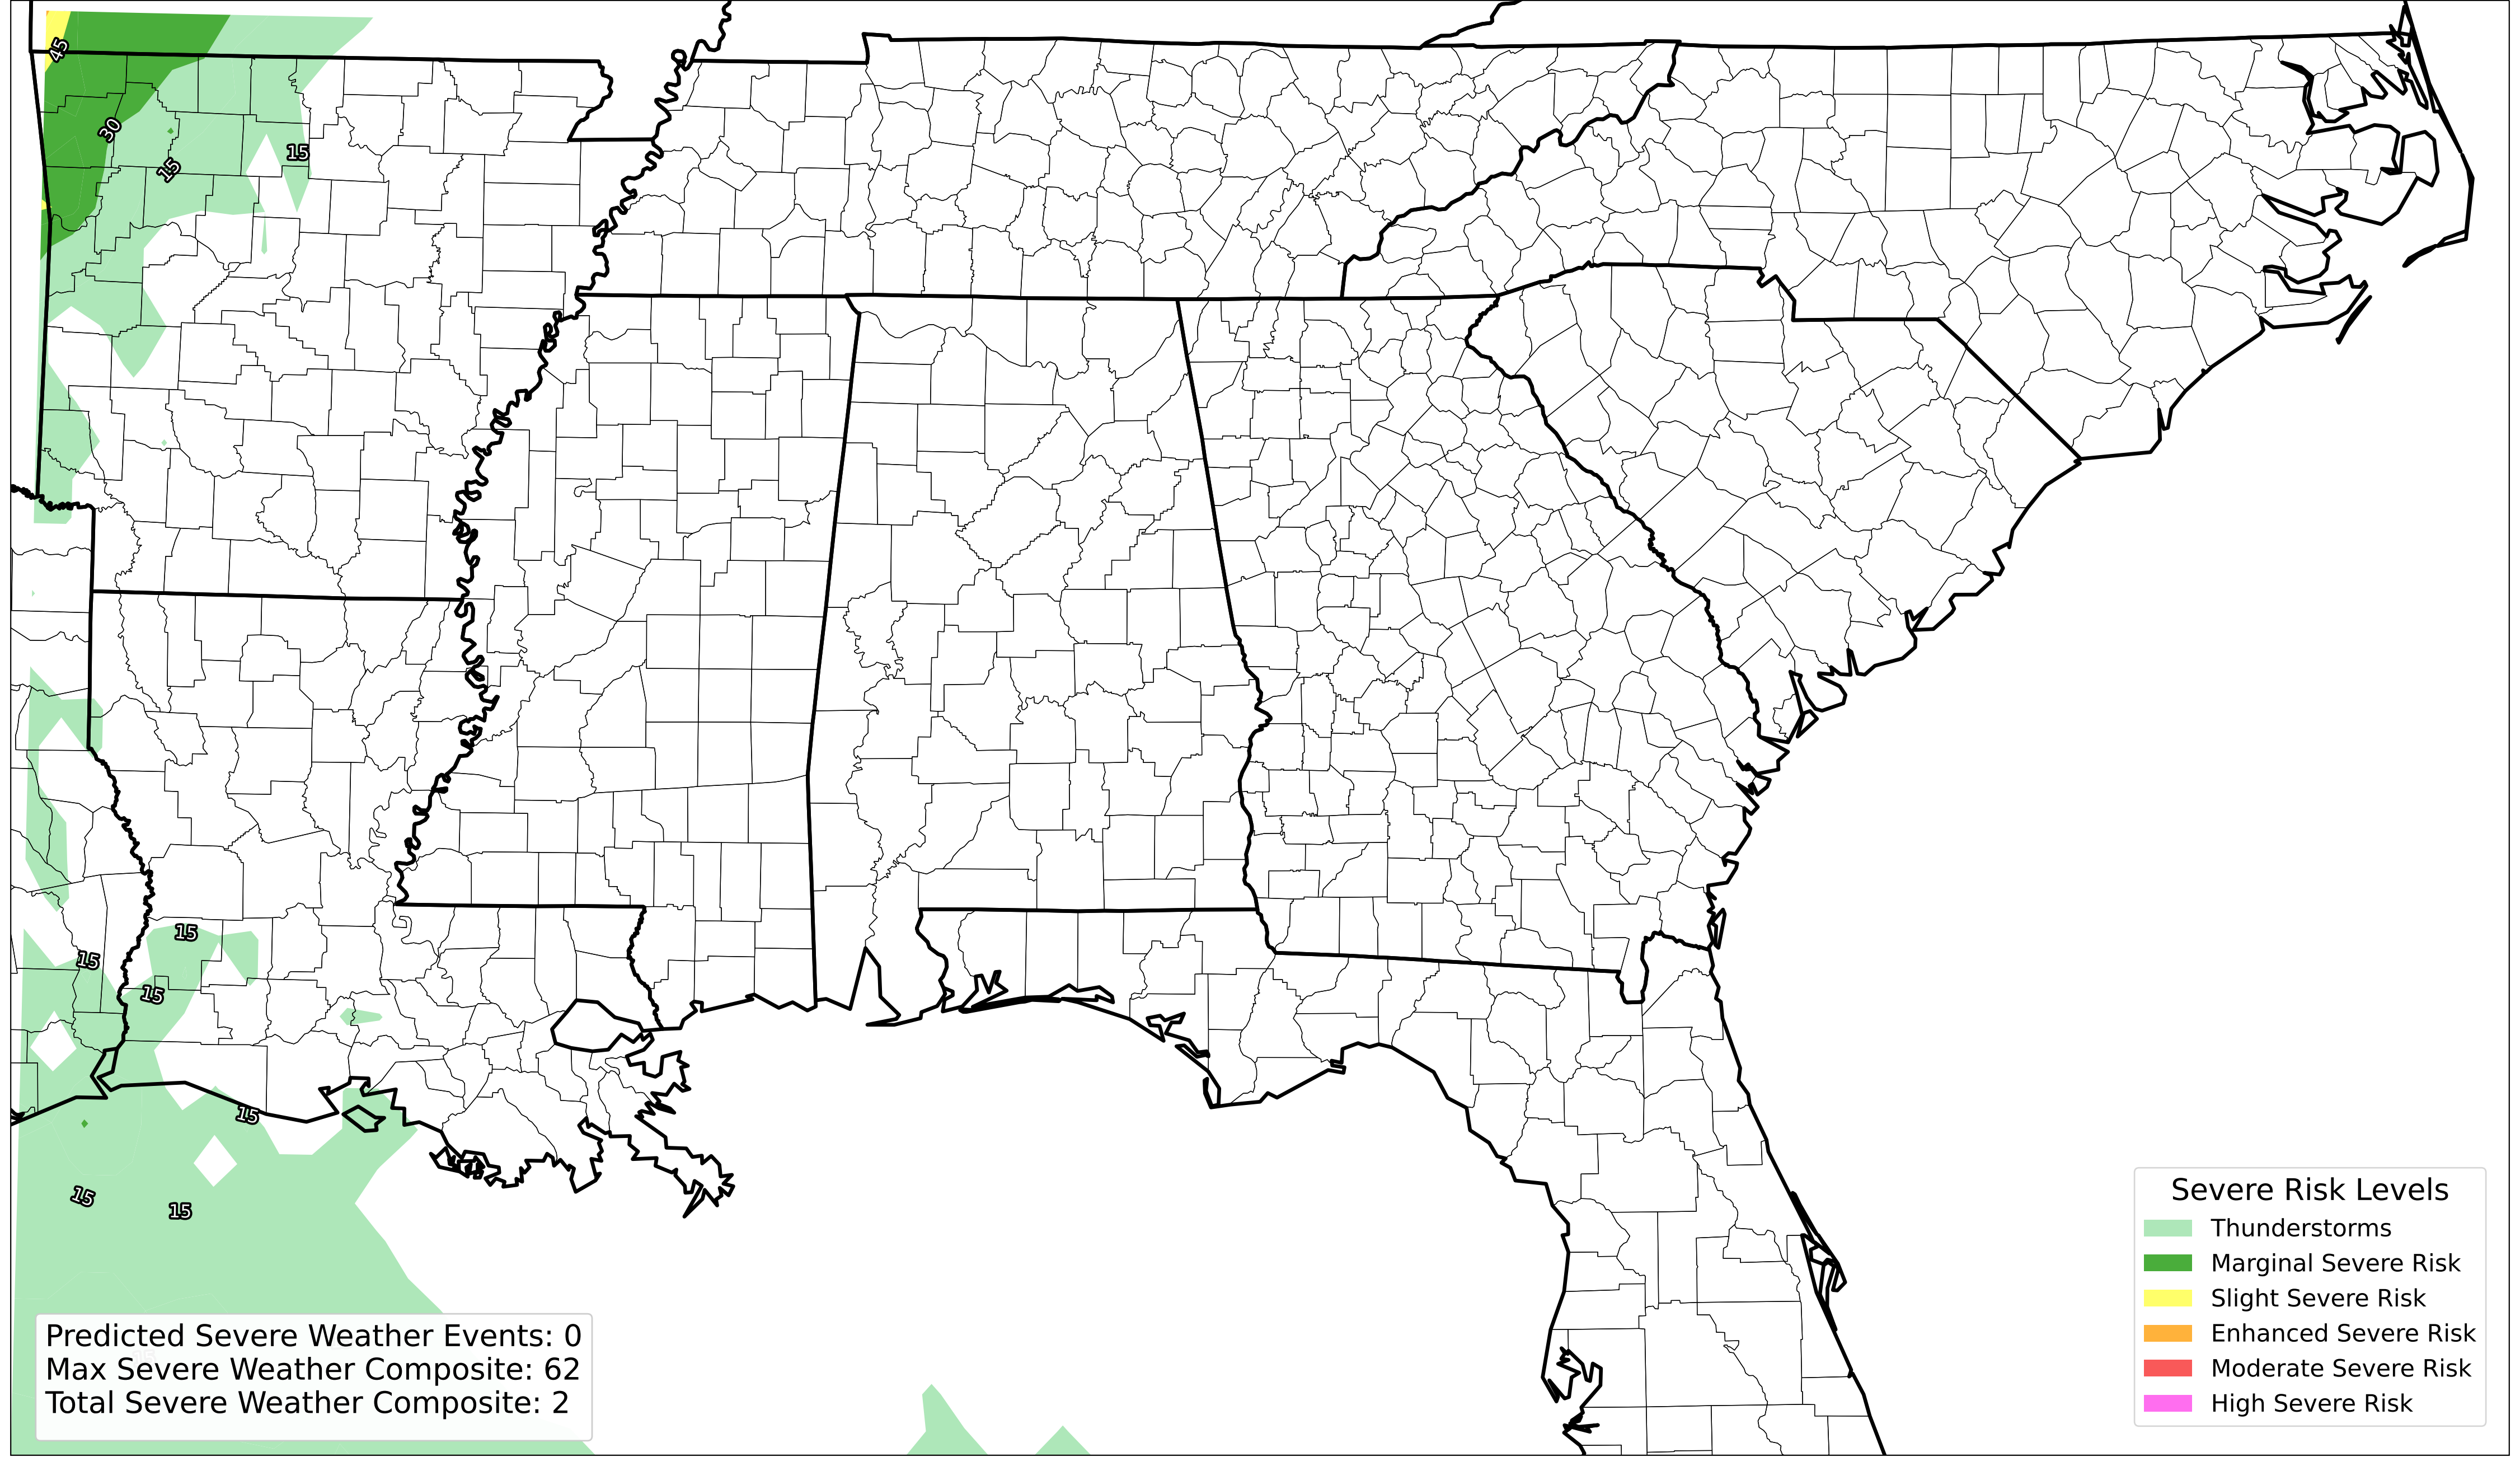 45
30
15
15
15
15
15
15
15
15
Severe Risk Levels
Thunderstorms
Marginal Severe Risk
Slight Severe Risk
Enhanced Severe Risk
Moderate Severe Risk
High Severe Risk
Predicted Severe Weather Events: 0
Max Severe Weather Composite: 62
Total Severe Weather Composite: 2